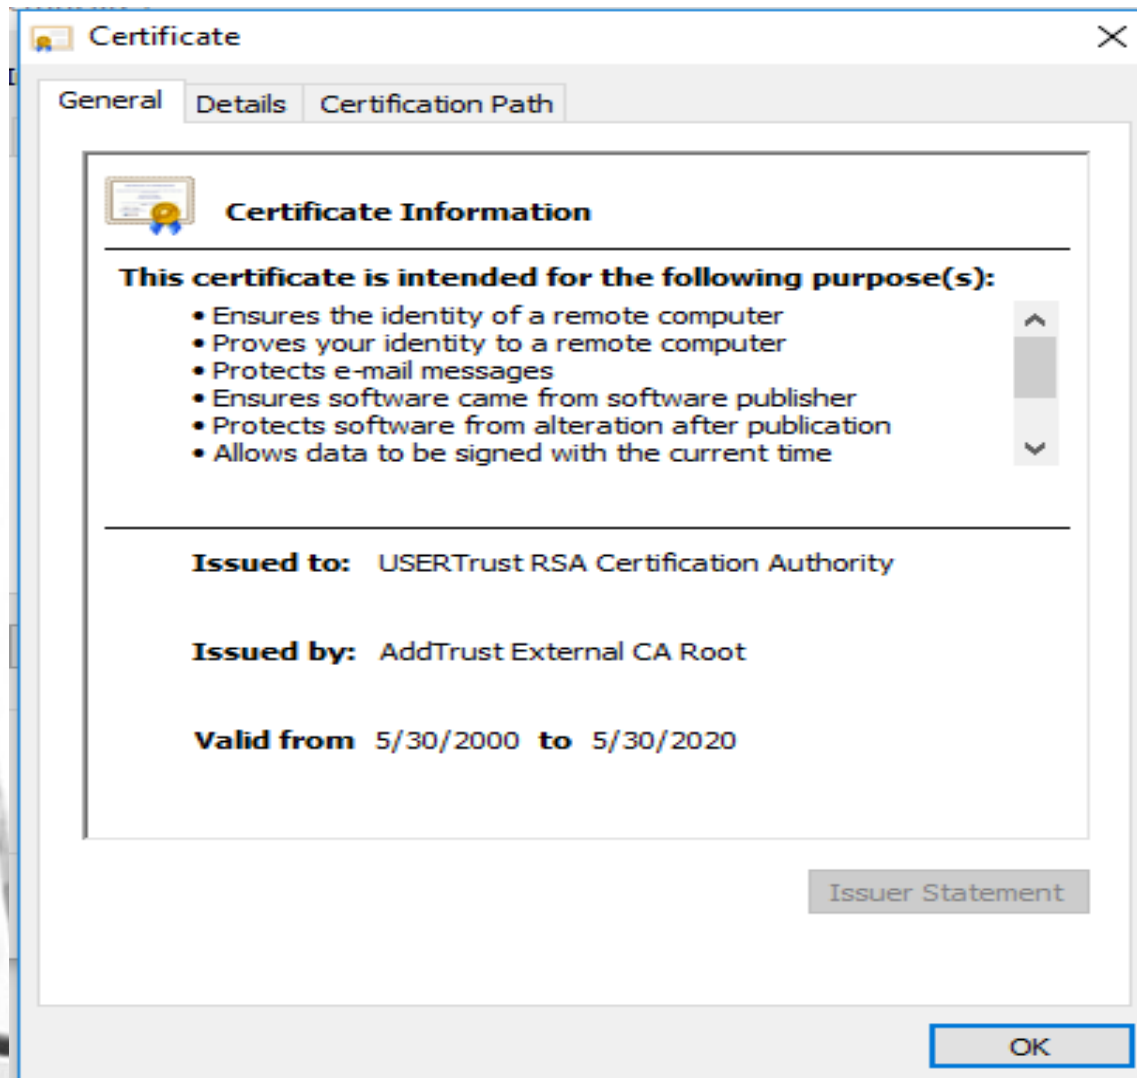 Certificate
General Details Certification Path
Certificate Information
This certificate is intended for the following purpose(s):
• Ensures the identity of a remote computer
• Proves your identity to a remote computer
• Protects e-mail messages
• Ensures software came from software publisher
• Protects software from alteration after publication
• Allows data to be signed with the current time
Issued to: USERTrust RSA Certification Authority
Issued by: AddTrust External CA Root
Valid from 5/30/2000 to 5/30/2020
Issuer Statement
OK